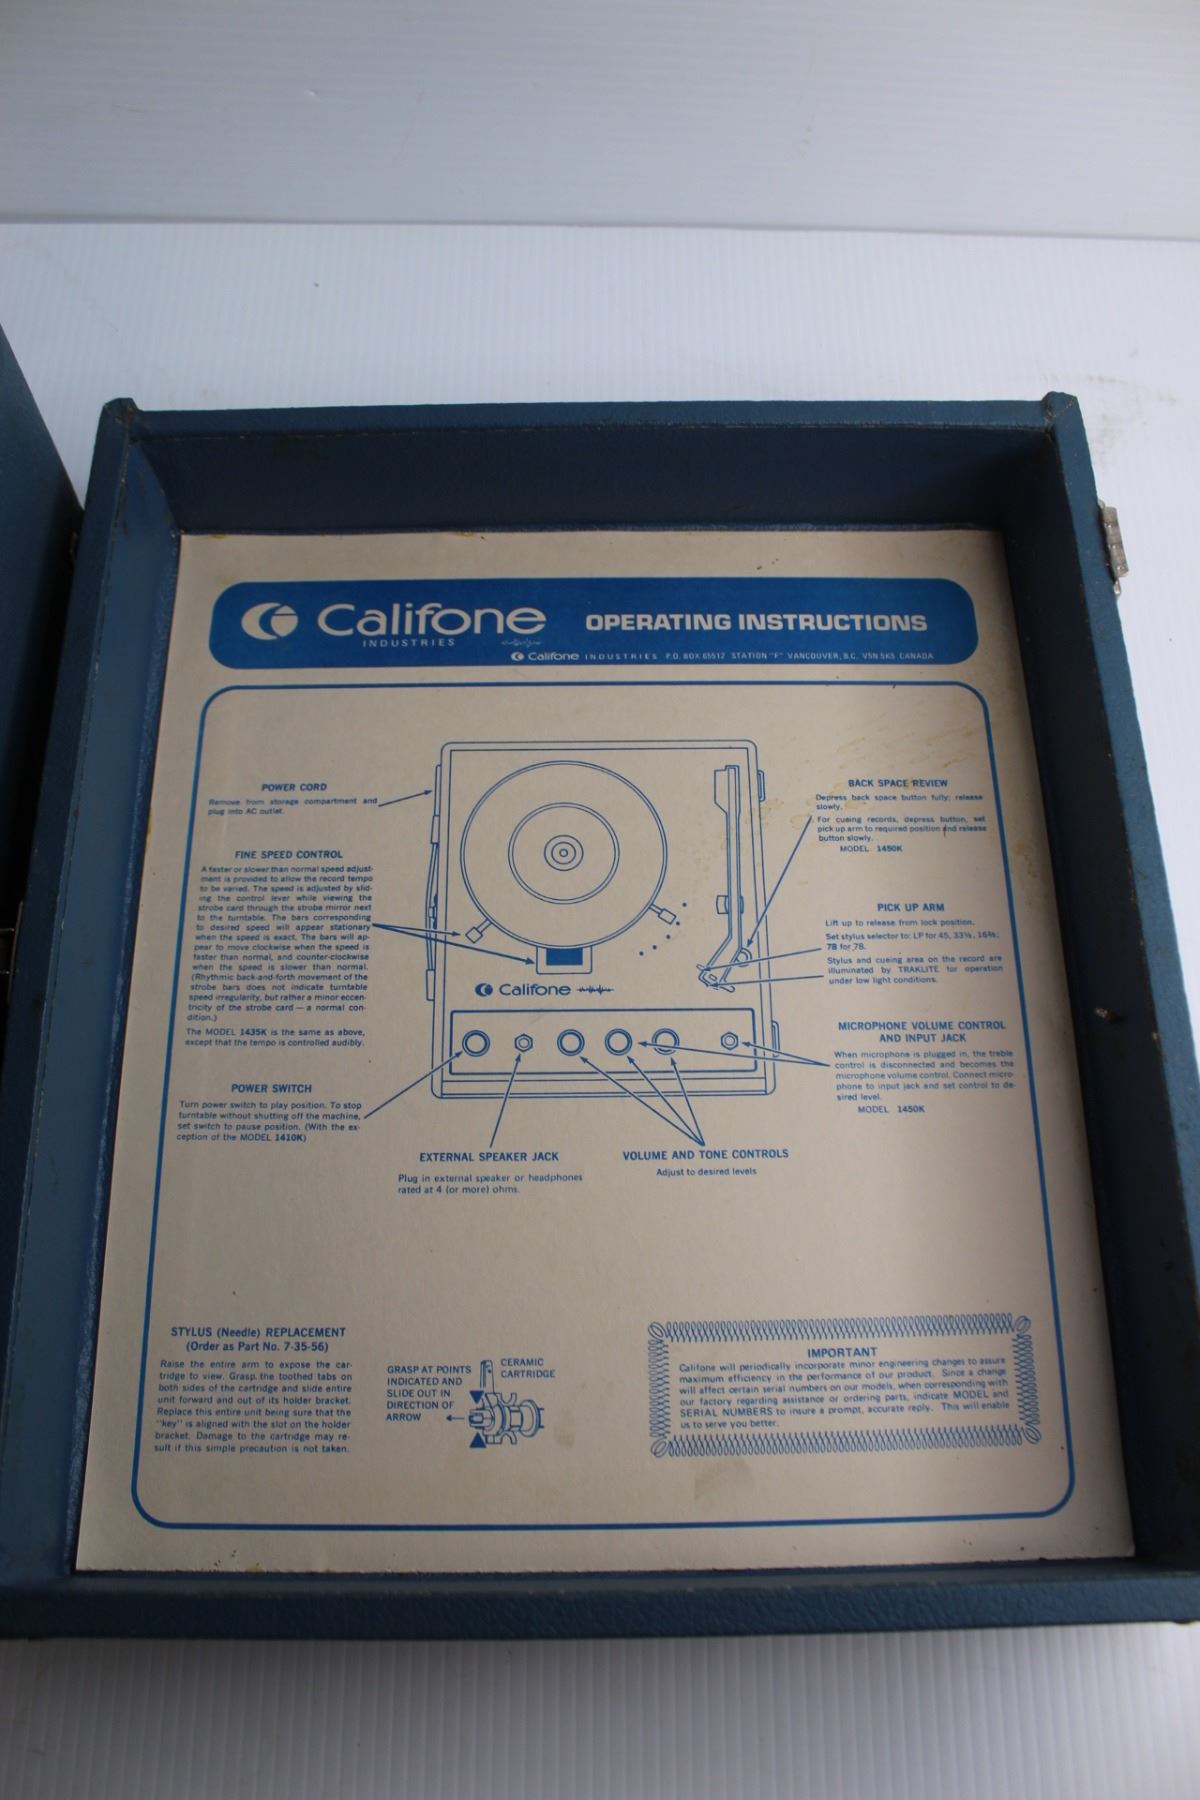 Califone
INDUSTRIES
OPERATING INSTRUCTIONS
Califone INDUSTRIES P.O. BOX 65512 STATION "F" VANCOUVER, B.C. V5N 5K5 CANADA
POWER CORD
Remove from storage compartment and
plug into AC outlet.
FINE SPEED CONTROL
A faster or slower than normal speed adjust-
ment is provided to allow the record tempo
to be varied. The speed is adjusted by slid-
ing the control lever while viewing the
strobe card through the strobe mirror next
to the turntable. The bars corresponding
to desired speed will appear stationary
when the speed is exact. The bars will ap-
pear to move clockwise when the speed is
faster than normal, and counter-clockwise
when the speed is slower than normal.
(Rhythmic back-and-forth movement of the
strobe bars does not indicate turntable
speed irregularity, but rather a minor eccen-
tricity of the strobe card — a normal con-
dition.)
The MODEL 1435K is the same as above,
except that the tempo is controlled audibly.
POWER SWITCH
Turn power switch to play position. To stop
turntable without shutting off the machine,
set switch to pause position. (With the ex-
ception of the MODEL 1410K)
Califone
EXTERNAL SPEAKER JACK
Plug in external speaker or headphones
rated at 4 (or more) ohms.
VOLUME AND TONE CONTROLS
Adjust to desired levels
BACK SPACE REVIEW
Depress back space button fully; release
slowly.
For cueing records, depress button, set
pick up arm to required position and release
button slowly.
MODEL 1450K
PICK UP ARM
Lift up to release from lock position.
Set stylus selector to: LP for 45, 33⅓, 16⅔;
78 for 78.
Stylus and cueing area on the record are
illuminated by TRAKLITE for operation
under low light conditions.
MICROPHONE VOLUME CONTROL
AND INPUT JACK
When microphone is plugged in, the treble
control is disconnected and becomes the
microphone volume control. Connect micro-
phone to input jack and set control to de-
sired level.
MODEL 1450K
STYLUS (Needle) REPLACEMENT
(Order as Part No. 7-35-56)
Raise the entire arm to expose the car-
tridge to view. Grasp the toothed tabs on
both sides of the cartridge and slide entire
unit forward and out of its holder bracket.
Replace this entire unit being sure that the
"key" is aligned with the slot on the holder
bracket. Damage to the cartridge may re-
sult if this simple precaution is not taken.
GRASP AT POINTS
INDICATED AND
SLIDE OUT IN
DIRECTION OF
ARROW
CERAMIC
CARTRIDGE
IMPORTANT
Califone will periodically incorporate minor engineering changes to assure
maximum efficiency in the performance of our product. Since a change
will affect certain serial numbers on our models, when corresponding with
our factory regarding assistance or ordering parts, indicate MODEL and
SERIAL NUMBERS to insure a prompt, accurate reply. This will enable
us to serve you better.